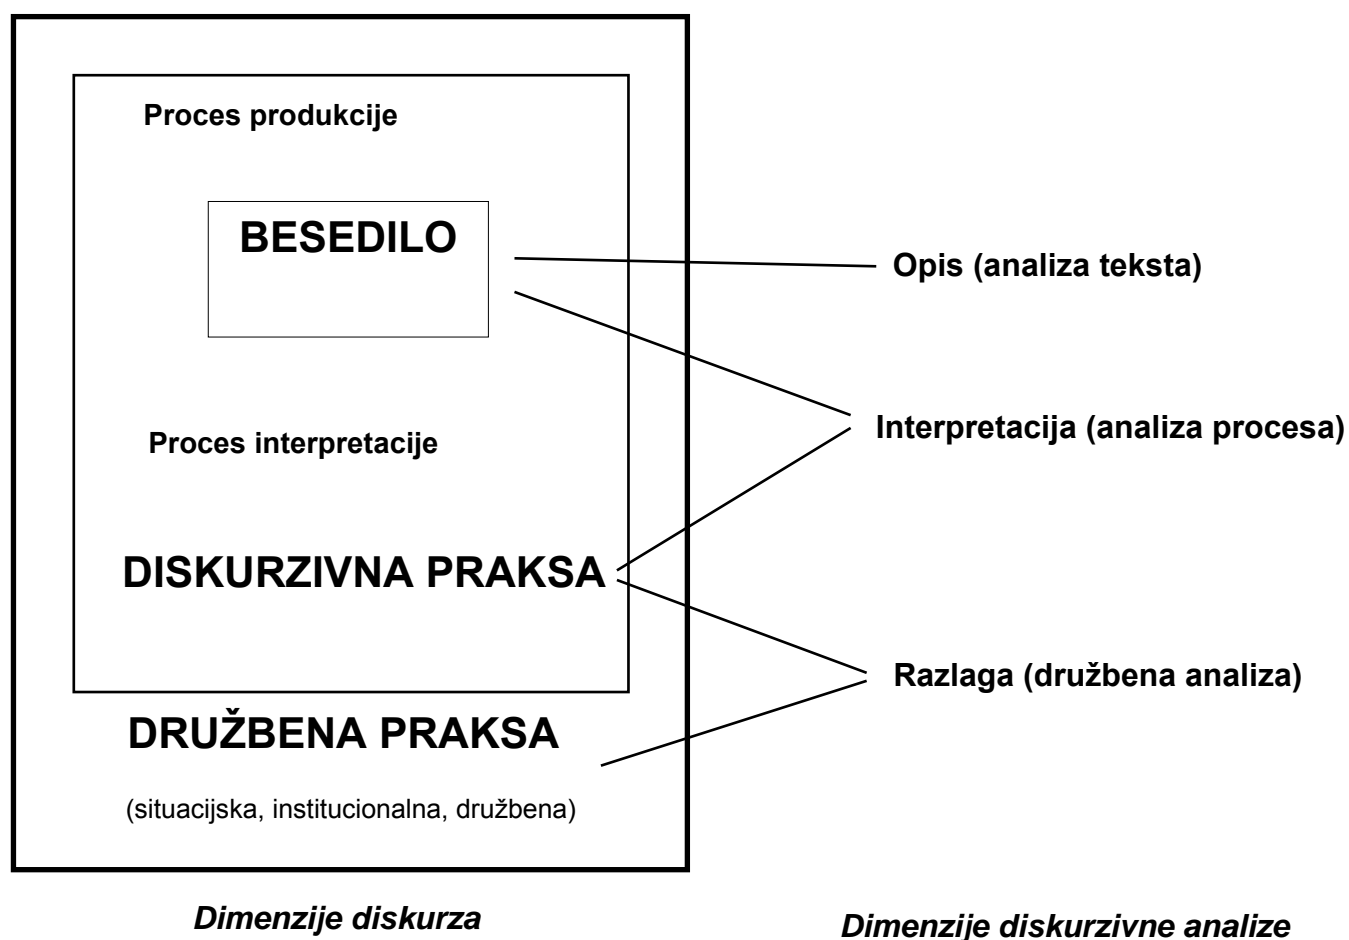 Proces produkcije
BESEDILO
Opis (analiza teksta)
Interpretacija (analiza procesa)
Proces interpretacije
DISKURZIVNA PRAKSA
Razlaga (družbena analiza)
DRUŽBENA PRAKSA
(situacijska, institucionalna, družbena)
Dimenzije diskurza
Dimenzije diskurzivne analize